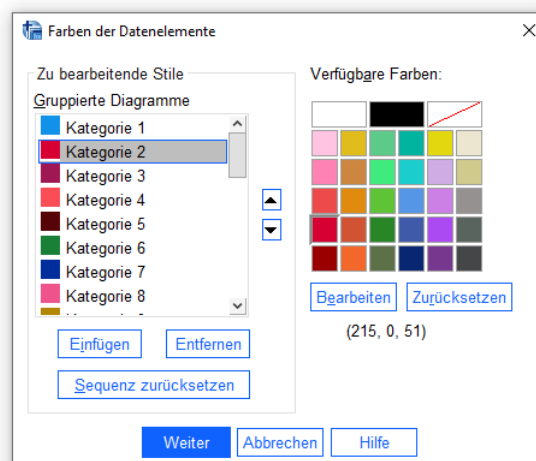 Farben der Datenelemente
Zu bearbeitende Stile
Gruppierte Diagramme
Kategorie 1
Kategorie 2
Kategorie 3
Kategorie 4
Kategorie 5
Kategorie 6
Kategorie 7
Kategorie 8
Einfügen Entfernen
Sequenz zurücksetzen
Verfügbare Farben:
Bearbeiten Zurücksetzen
(215, 0, 51)
Weiter Abbrechen Hilfe